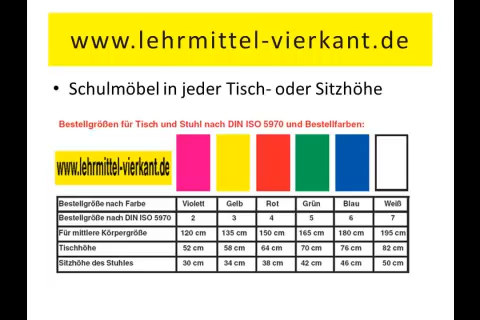 www.lehrmittel-vierkant.de
• Schulmöbel in jeder Tisch- oder Sitzhöhe
Bestellgrößen für Tisch und Stuhl nach DIN ISO 5970 und Bestellfarben:
www.lehrmittel-vierkant.de
Bestellgröße nach Farbe Violett Gelb Rot Grün Blau Weiß
Bestellgröße nach DIN ISO 5970 2 3 4 5 6 7
Für mittlere Körpergröße 120 cm 135 cm 150 cm 165 cm 180 cm 195 cm
Tischhöhe 52 cm 58 cm 64 cm 70 cm 76 cm 82 cm
Sitzhöhe des Stuhles 30 cm 34 cm 38 cm 42 cm 46 cm 50 cm